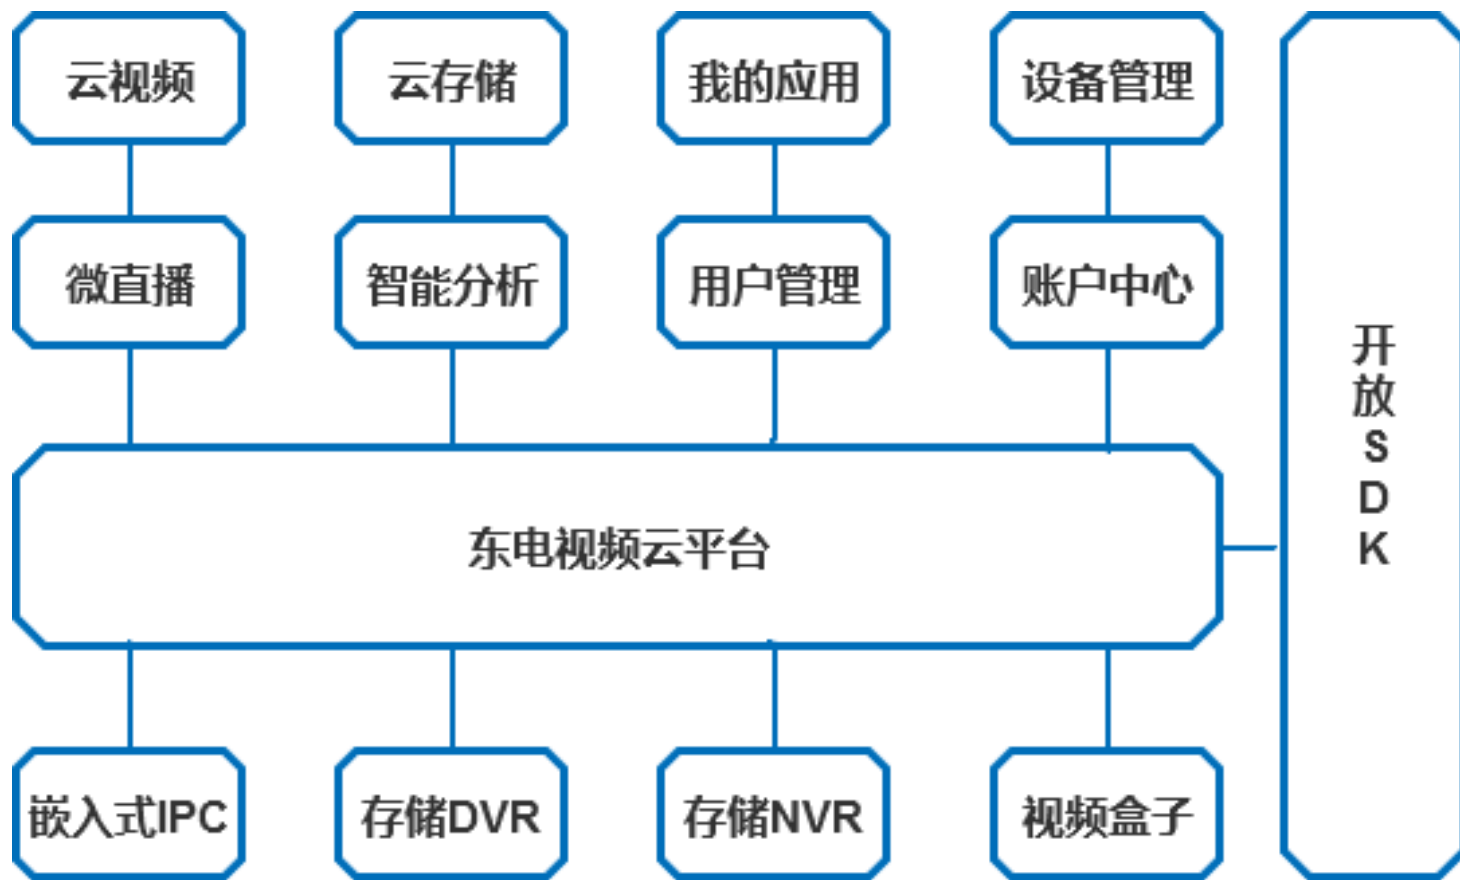 云视频
云存储
我的应用
设备管理
微直播
智能分析
用户管理
账户中心
东电视频云平台
开
放
S
D
K
嵌入式IPC
存储DVR
存储NVR
视频盒子